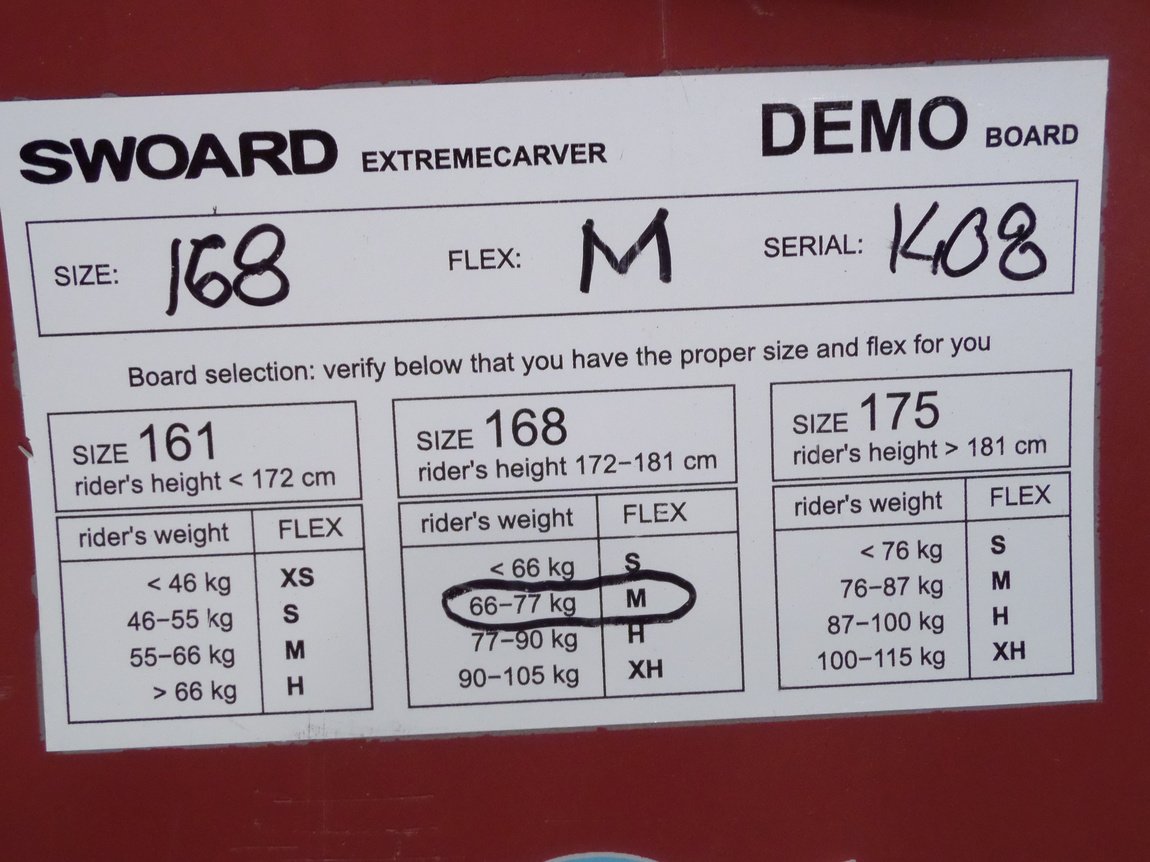 SWOARD EXTREMECARVER DEMO BOARD
SIZE: 168 FLEX: M SERIAL: K08
Board selection: verify below that you have the proper size and flex for you
SIZE 161
rider's height < 172 cm
rider's weight FLEX
< 46 kg XS
46–55 kg S
55–66 kg M
> 66 kg H
SIZE 168
rider's height 172–181 cm
rider's weight FLEX
< 66 kg S
66–77 kg M
77–90 kg H
90–105 kg XH
SIZE 175
rider's height > 181 cm
rider's weight FLEX
< 76 kg S
76–87 kg M
87–100 kg H
100–115 kg XH